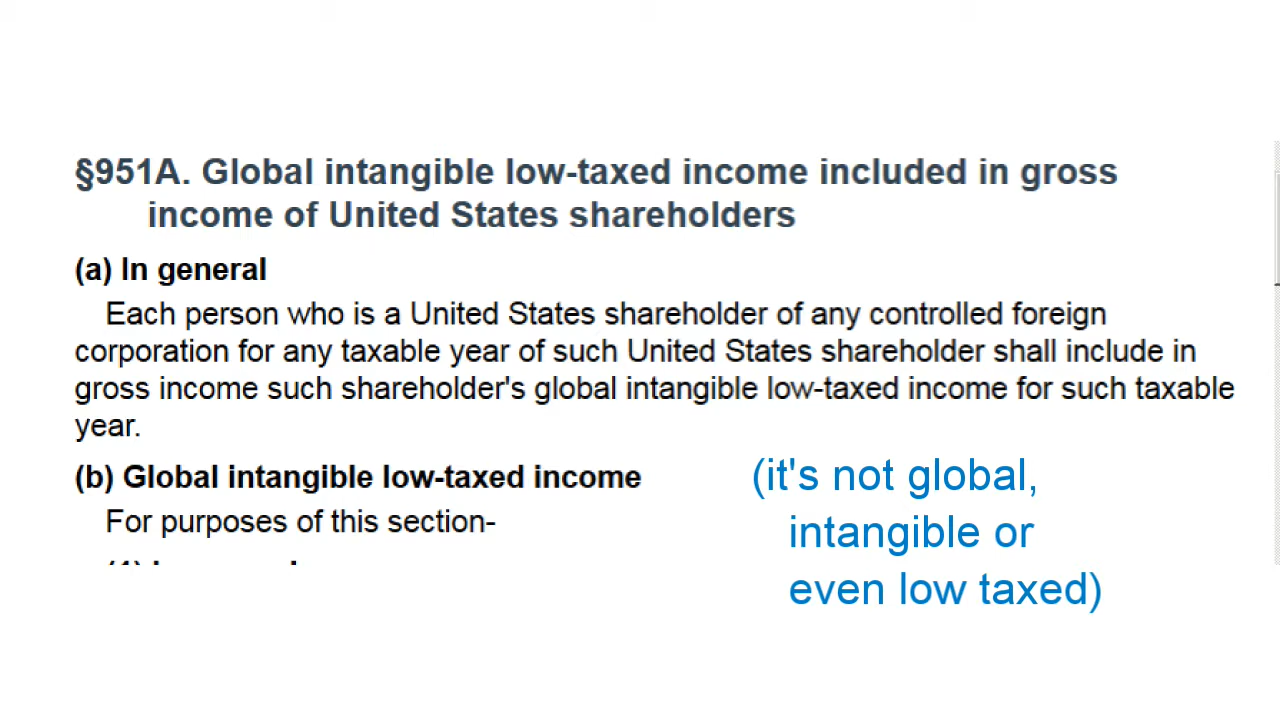 §951A. Global intangible low-taxed income included in gross
income of United States shareholders
(a) In general
Each person who is a United States shareholder of any controlled foreign
corporation for any taxable year of such United States shareholder shall include in
gross income such shareholder's global intangible low-taxed income for such taxable
year.
(b) Global intangible low-taxed income
For purposes of this section-
(it's not global,
intangible or
even low taxed)